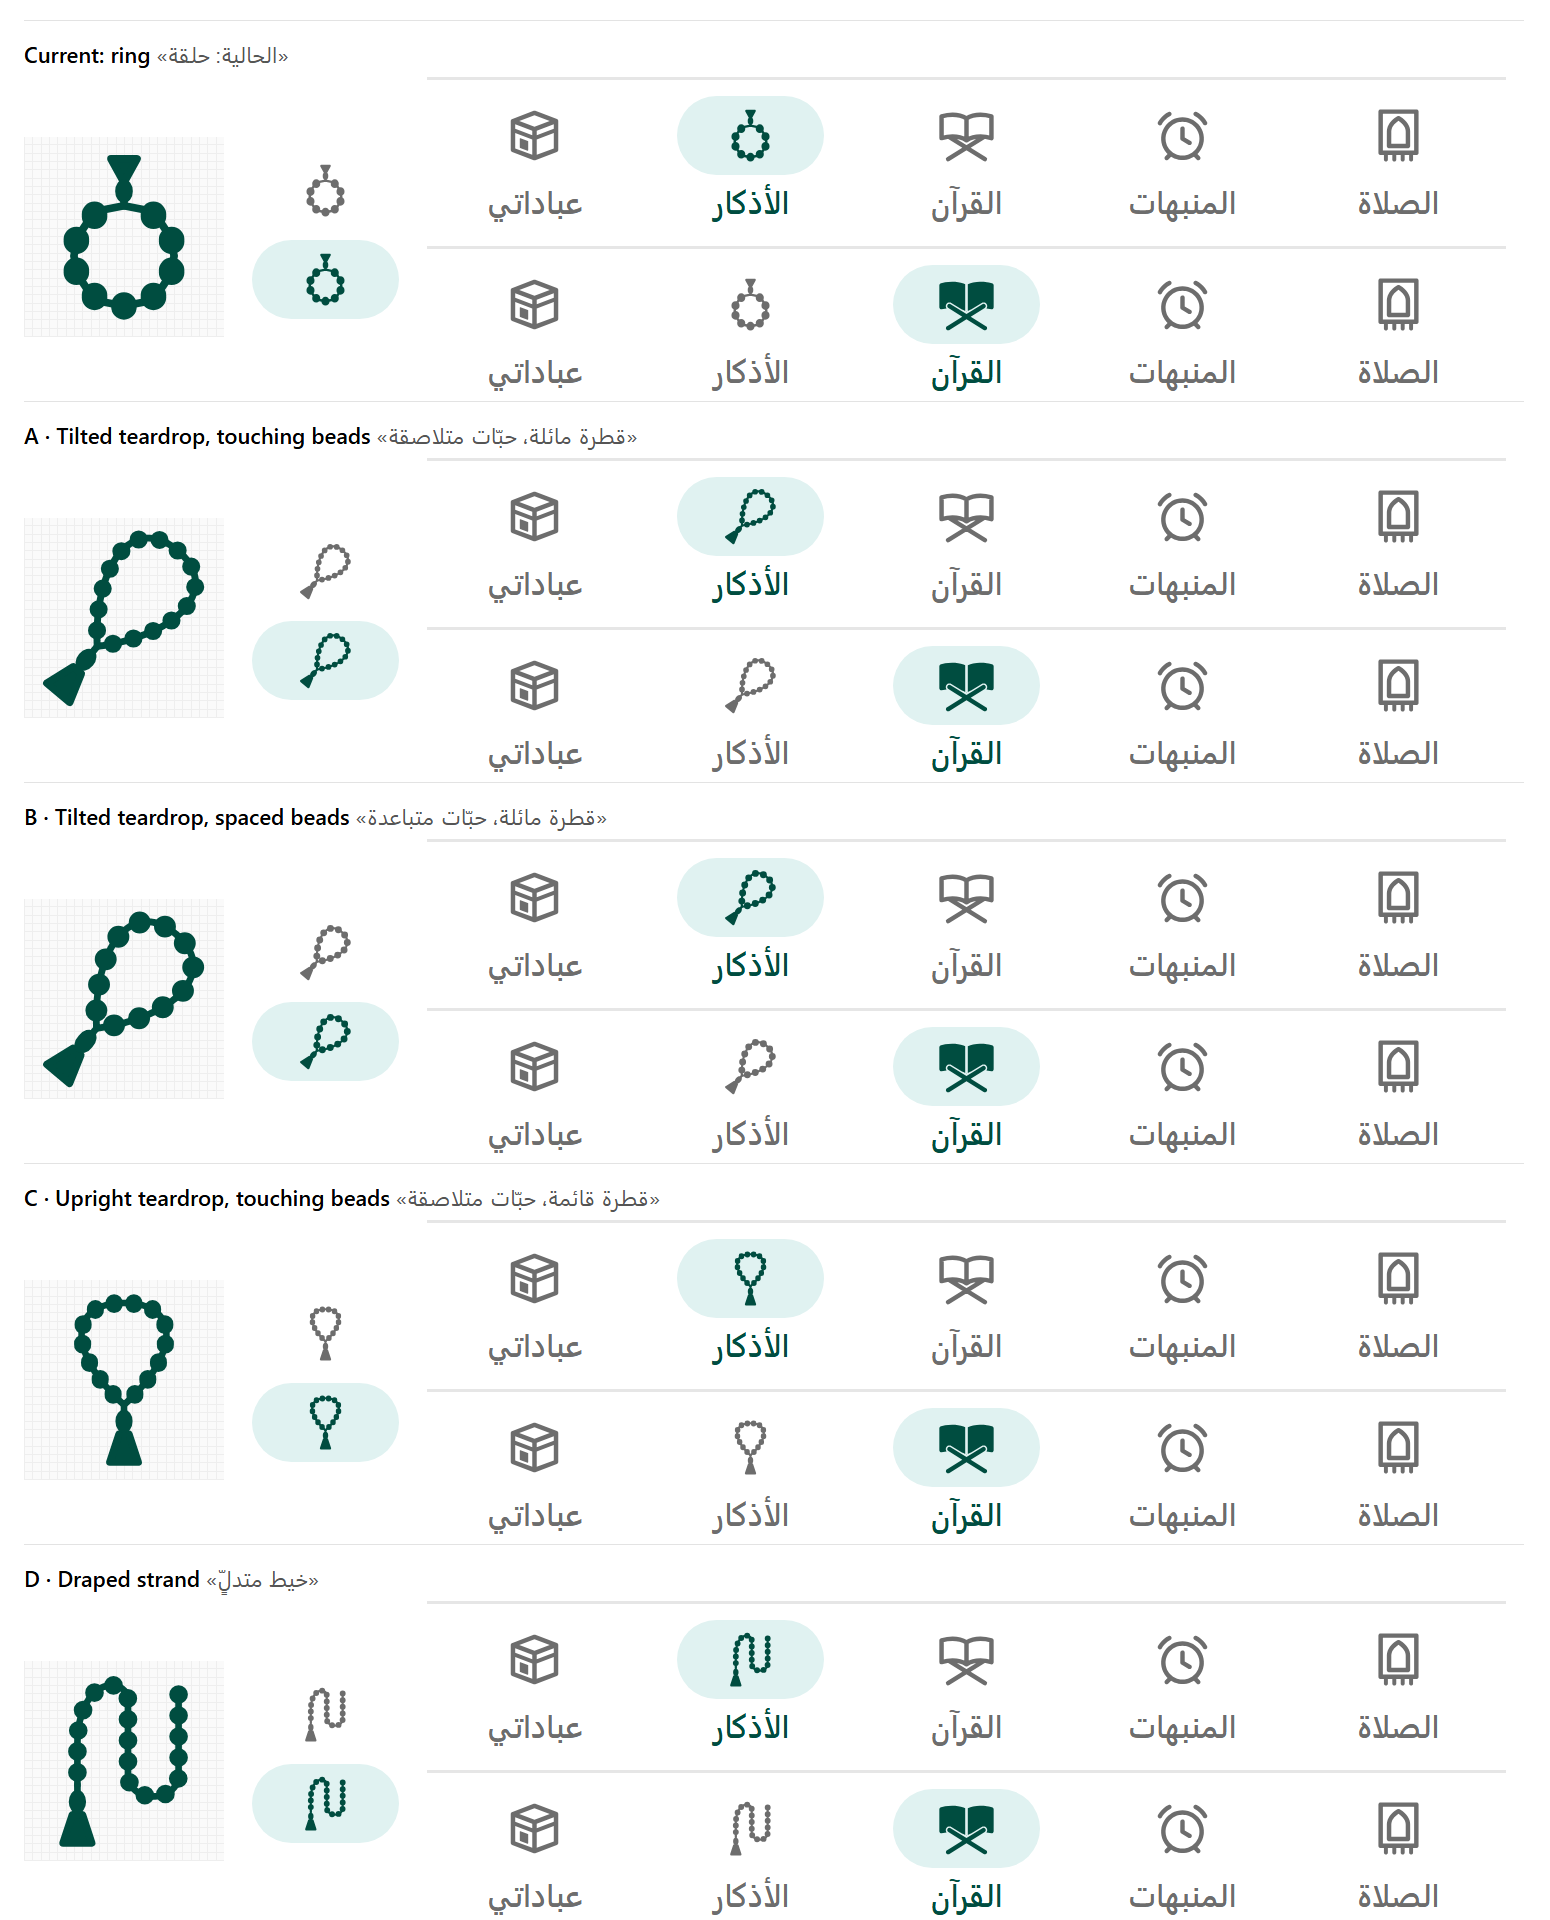 Current: ring «الحالية: حلقة»
الصلاة المنبهات القرآن الأذكار عباداتي
الصلاة المنبهات القرآن الأذكار عباداتي
A · Tilted teardrop, touching beads «قطرة مائلة، حبّات متلاصقة»
الصلاة المنبهات القرآن الأذكار عباداتي
الصلاة المنبهات القرآن الأذكار عباداتي
B · Tilted teardrop, spaced beads «قطرة مائلة، حبّات متباعدة»
الصلاة المنبهات القرآن الأذكار عباداتي
الصلاة المنبهات القرآن الأذكار عباداتي
C · Upright teardrop, touching beads «قطرة قائمة، حبّات متلاصقة»
الصلاة المنبهات القرآن الأذكار عباداتي
الصلاة المنبهات القرآن الأذكار عباداتي
D · Draped strand «خيط متدلٍّ»
الصلاة المنبهات القرآن الأذكار عباداتي
الصلاة المنبهات القرآن الأذكار عباداتي